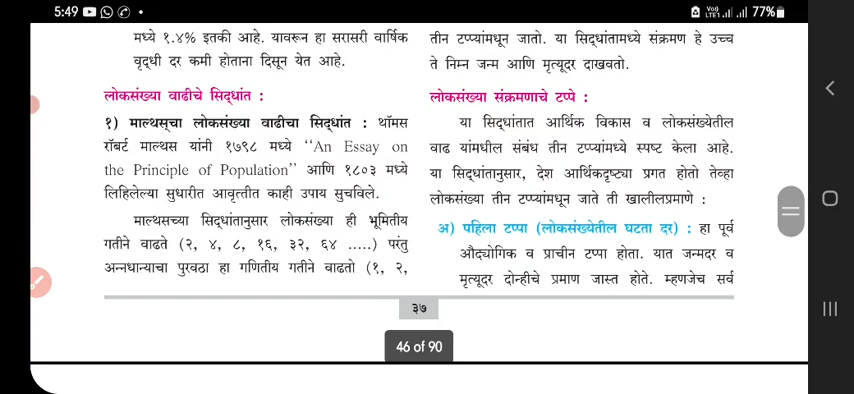 5:49
Vo)) LTE1 77%
मध्ये १.४% इतकी आहे. यावरून हा सरासरी वार्षिक
वृद्धी दर कमी होताना दिसून येत आहे.
लोकसंख्या वाढीचे सिद्धांत :
१) माल्थस्‌चा लोकसंख्या वाढीचा सिद्धांत : थॉमस
रॉबर्ट माल्थस यांनी १७९८ मध्ये ‘‘An Essay on
the Principle of Population’’ आणि १८०३ मध्ये
लिहिलेल्या सुधारीत आवृत्तीत काही उपाय सुचविले.
माल्थसच्या सिद्धांतानुसार लोकसंख्या ही भूमितीय
गतीने वाढते (२, ४, ८, १६, ३२, ६४ .....) परंतु
अन्नधान्याचा पुरवठा हा गणितीय गतीने वाढतो (१, २,
तीन टप्प्यांमधून जातो. या सिद्धांतामध्ये संक्रमण हे उच्च
ते निम्न जन्म आणि मृत्यूदर दाखवतो.
लोकसंख्या संक्रमणाचे टप्पे :
या सिद्धांतात आर्थिक विकास व लोकसंख्येतील
वाढ यांमधील संबंध तीन टप्प्यांमध्ये स्पष्ट केला आहे.
या सिद्धांतानुसार, देश आर्थिकदृष्ट्या प्रगत होतो तेव्हा
लोकसंख्या तीन टप्प्यांमधून जाते ती खालीलप्रमाणे :
अ) पहिला टप्पा (लोकसंख्येतील घटता दर) : हा पूर्व
औद्योगिक व प्राचीन टप्पा होता. यात जन्मदर व
मृत्यूदर दोन्हीचे प्रमाण जास्त होते. म्हणजेच सर्व
३७
46 of 90